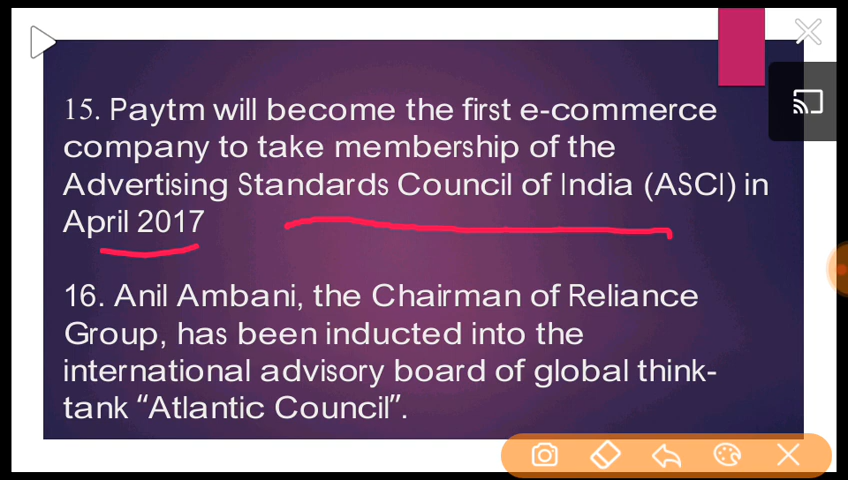 15. Paytm will become the first e-commerce
company to take membership of the
Advertising Standards Council of India (ASCI) in
April 2017
16. Anil Ambani, the Chairman of Reliance
Group, has been inducted into the
international advisory board of global think-
tank “Atlantic Council”.